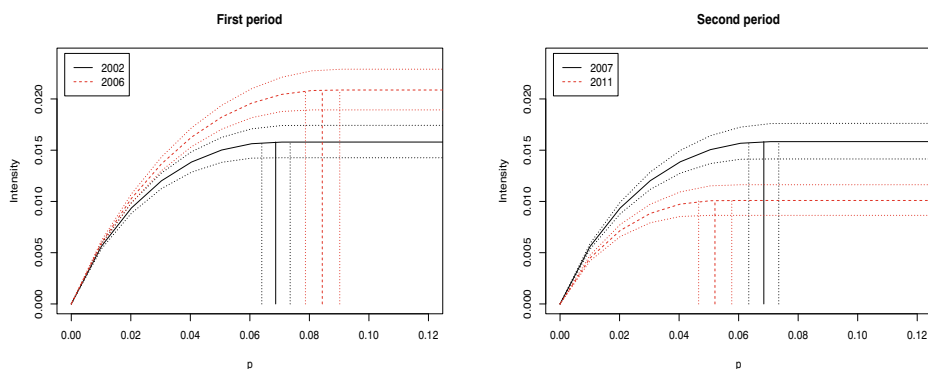 First period
Second period
2002
2006
2007
2011
Intensity
0.000 0.005 0.010 0.015 0.020
0.00 0.02 0.04 0.06 0.08 0.10 0.12
p
Intensity
0.000 0.005 0.010 0.015 0.020
0.00 0.02 0.04 0.06 0.08 0.10 0.12
p